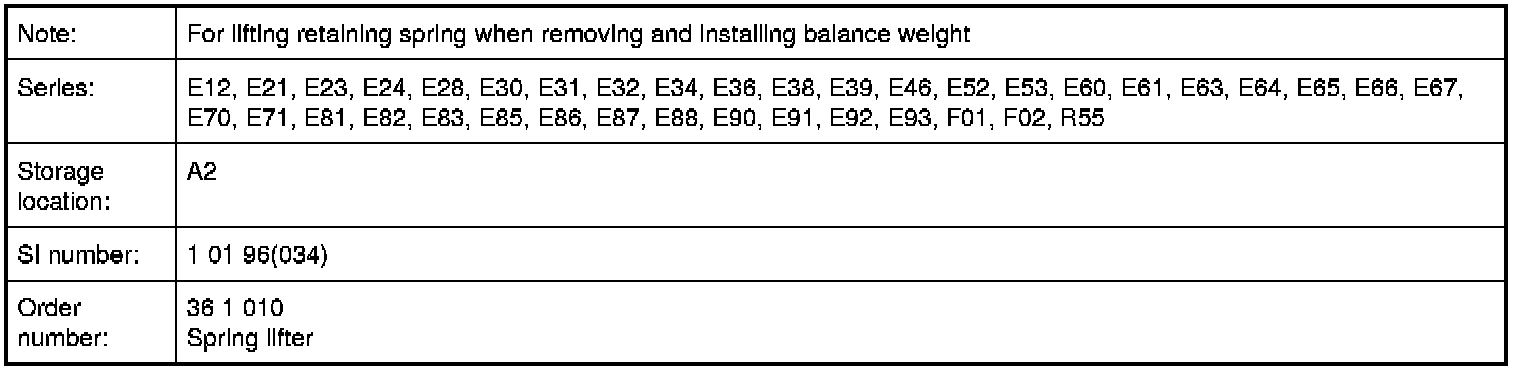 Note: For lifting retaining spring when removing and installing balance weight
Series: E12, E21, E23, E24, E28, E30, E31, E32, E34, E36, E38, E39, E46, E52, E53, E60, E61, E63, E64, E65, E66, E67,
E70, E71, E81, E82, E83, E85, E86, E87, E88, E90, E91, E92, E93, F01, F02, R55
Storage A2
location:
SI number: 1 01 96(034)
Order 36 1 010
number: Spring lifter